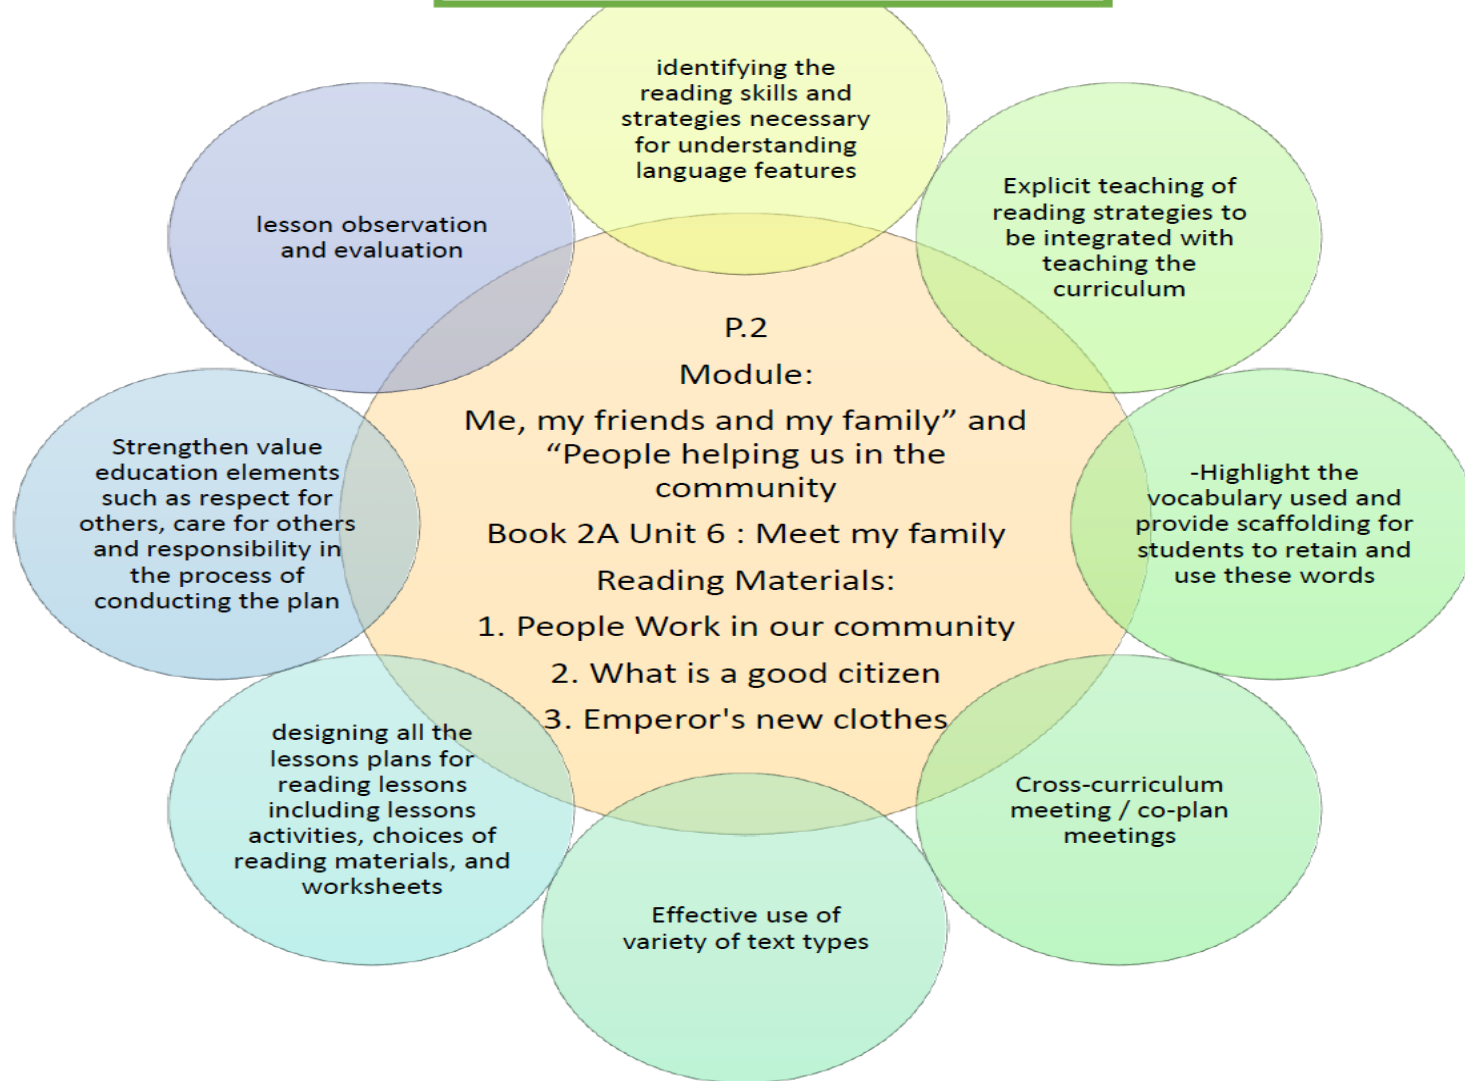 identifying the
reading skills and
strategies necessary
for understanding
language features
Explicit teaching of
reading strategies to
be integrated with
teaching the
curriculum
-Highlight the
vocabulary used and
provide scaffolding for
students to retain and
use these words
Cross-curriculum
meeting / co-plan
meetings
Effective use of
variety of text types
designing all the
lessons plans for
reading lessons
including lessons
activities, choices of
reading materials, and
worksheets
Strengthen value
education elements
such as respect for
others, care for others
and responsibility in
the process of
conducting the plan
lesson observation
and evaluation
P.2
Module:
Me, my friends and my family” and
“People helping us in the
community
Book 2A Unit 6 : Meet my family
Reading Materials:
1. People Work in our community
2. What is a good citizen
3. Emperor's new clothes